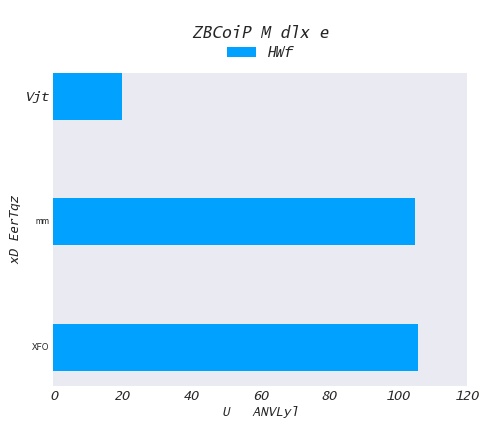 ZBCoiP M dlx e
HWf
Vjt
mm
XFO
xD EerTqz
0 20 40 60 80 100 120
U ANVLyl